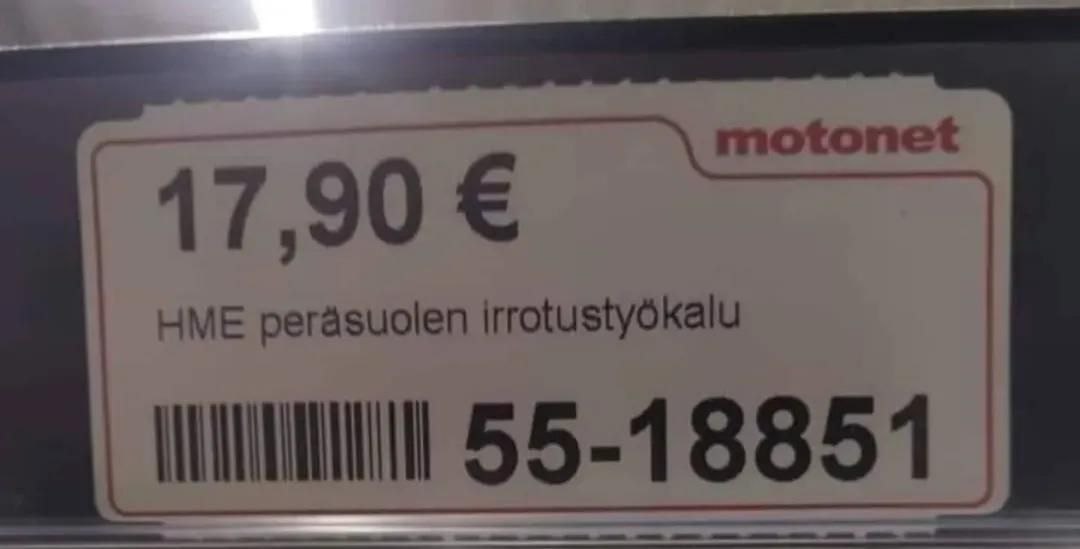 motonet
17,90 €
HME peräsuolen irrotustyökalu
55-18851